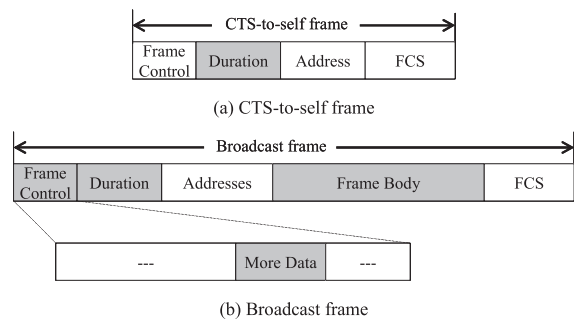 CTS-to-self frame
Frame Control Duration Address FCS
(a) CTS-to-self frame
Broadcast frame
Frame Control Duration Addresses Frame Body FCS
--- More Data ---
(b) Broadcast frame